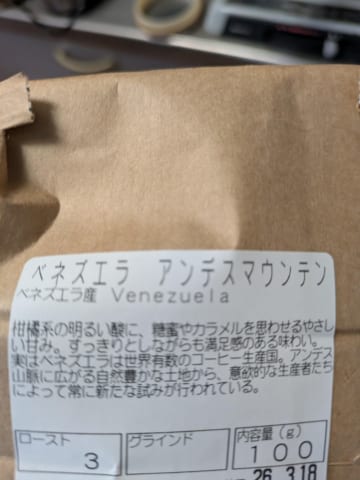 ベネズエラ アンデスマウンテン
ベネズエラ産 Venezuela
柑橘系の明るい酸に、糖蜜やカラメルを思わせるやさし
い甘み。すっきりとしながらも満足感のある味わい。
実はベネズエラは世界有数のコーヒー生産国。アンデス
山脈に広がる自然豊かな土地から、意欲的な生産者たち
によって常に新たな試みが行われている。
ロースト グラインド 内容量(g)
3 100
26. 3.18